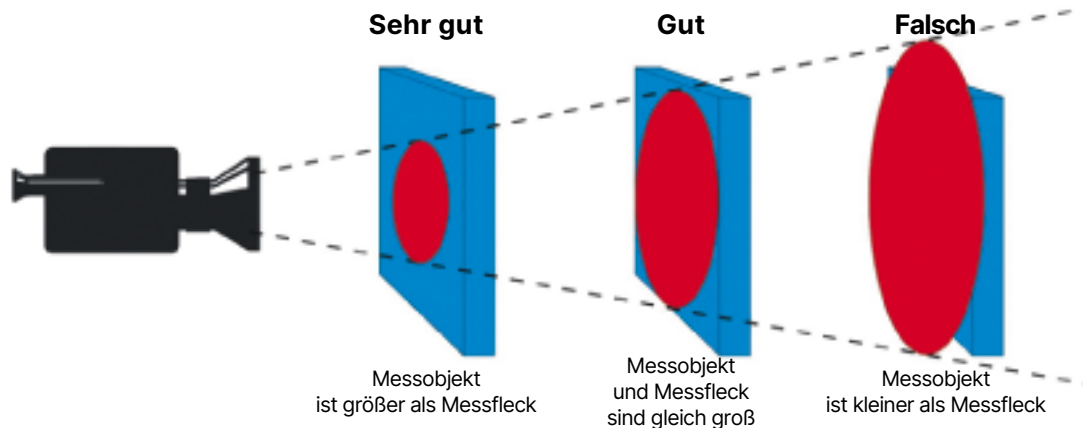 Sehr gut
Gut
Falsch
Messobjekt
ist größer als Messfleck
Messobjekt
und Messfleck
sind gleich groß
Messobjekt
ist kleiner als Messfleck